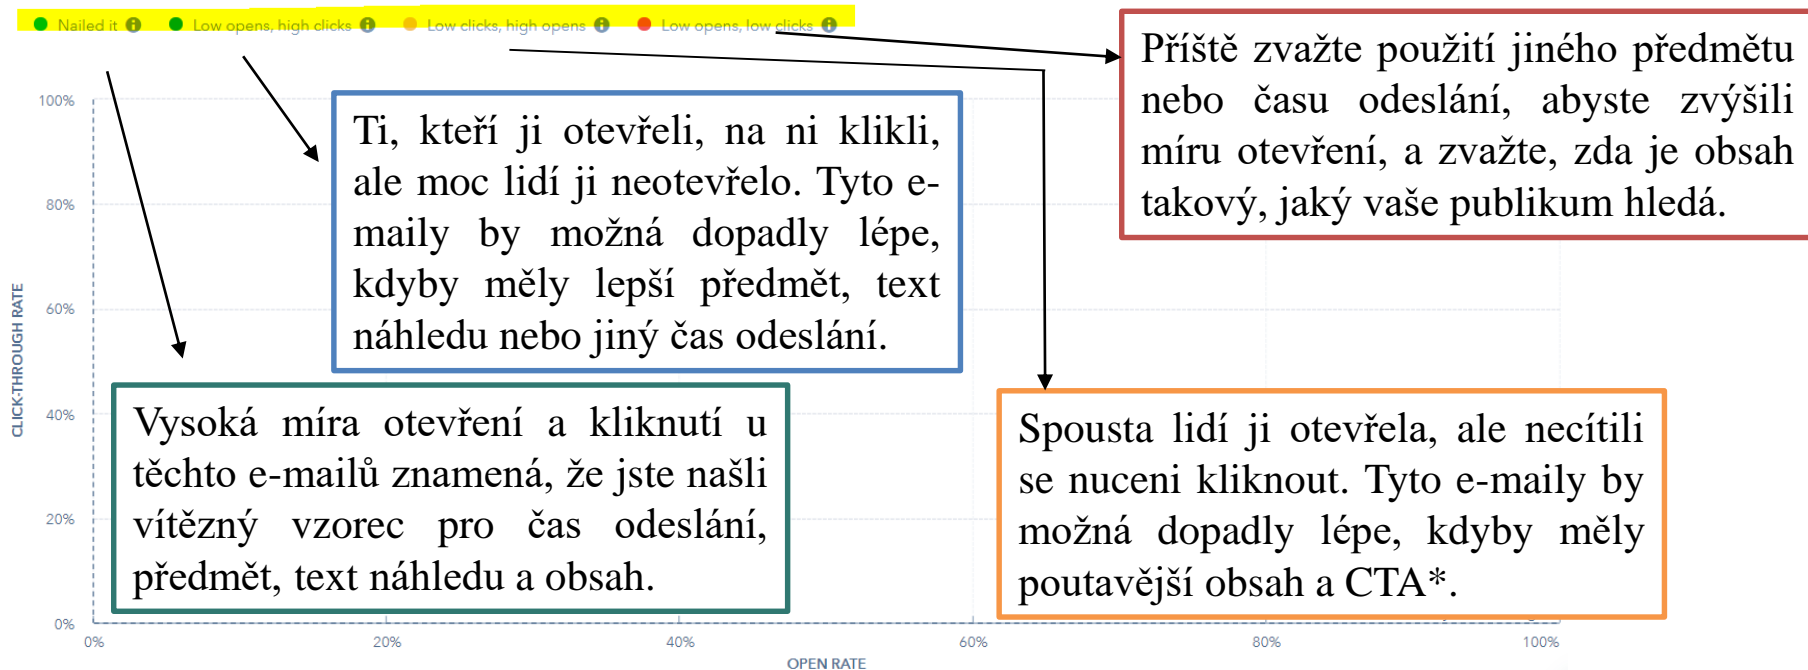 Nailed it
Low opens, high clicks
Low clicks, high opens
Low opens, low clicks
Příště zvažte použití jiného předmětu
nebo času odeslání, abyste zvýšili
míru otevření, a zvažte, zda je obsah
takový, jaký vaše publikum hledá.
Ti, kteří ji otevřeli, na ni klikli,
ale moc lidí ji neotevřelo. Tyto e-
maily by možná dopadly lépe,
kdyby měly lepší předmět, text
náhledu nebo jiný čas odeslání.
Vysoká míra otevření a kliknutí u
těchto e-mailů znamená, že jste našli
vítězný vzorec pro čas odeslání,
předmět, text náhledu a obsah.
Spousta lidí ji otevřela, ale necítili
se nuceni kliknout. Tyto e-maily by
možná dopadly lépe, kdyby měly
poutavější obsah a CTA*.
CLICK-THROUGH RATE
100%
80%
60%
40%
20%
0%
0%
20%
40%
60%
80%
100%
OPEN RATE